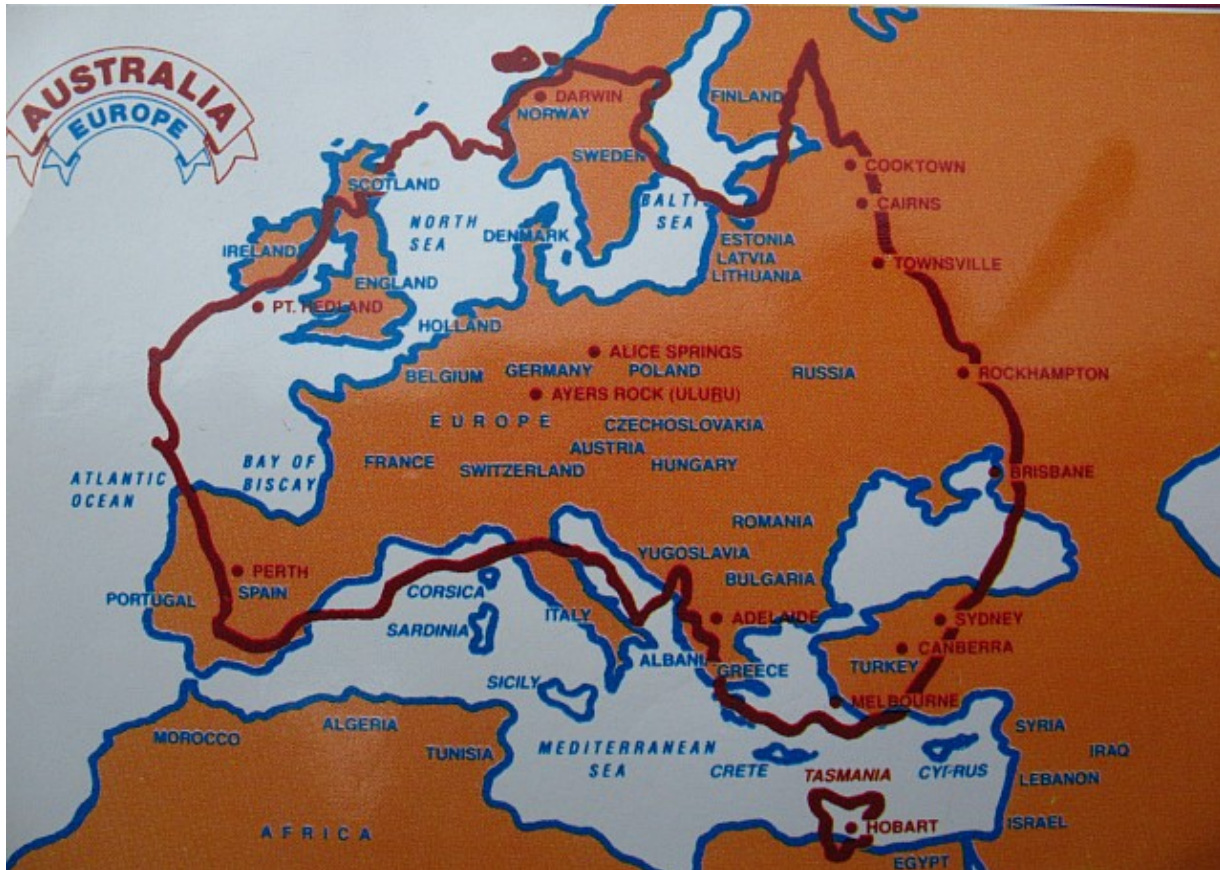 AUSTRALIA
EUROPE
DARWIN
FINLAND
NORWAY
SWEDEN
COOKTOWN
SCOTLAND
CAIRNS
NORTH
SEA
BALTI
SEA
DENMARK
ESTONIA
LATVIA
LITHUANIA
IRELAND
TOWNSVILLE
ENGLAND
PT. HEDLAND
HOLLAND
ALICE SPRINGS
BELGIUM
GERMANY
POLAND
RUSSIA
ROCKHAMPTON
AYERS ROCK (ULURU)
EUROPE
CZECHOSLOVAKIA
AUSTRIA
FRANCE
SWITZERLAND
HUNGARY
BAY OF
BISCAY
ATLANTIC
OCEAN
BRISBANE
ROMANIA
YUGOSLAVIA
BULGARIA
PERTH
SPAIN
PORTUGAL
CORSICA
ITALY
SARDINIA
ADELAIDE
SYDNEY
CANBERRA
ALBANI
GREECE
TURKEY
SICILY
MELBOURNE
MOROCCO
ALGERIA
TUNISIA
MEDITERRANEAN
SEA
SYRIA
IRAQ
CRETE
TASMANIA
CYPRUS
LEBANON
HOBART
ISRAEL
AFRICA
EGYPT